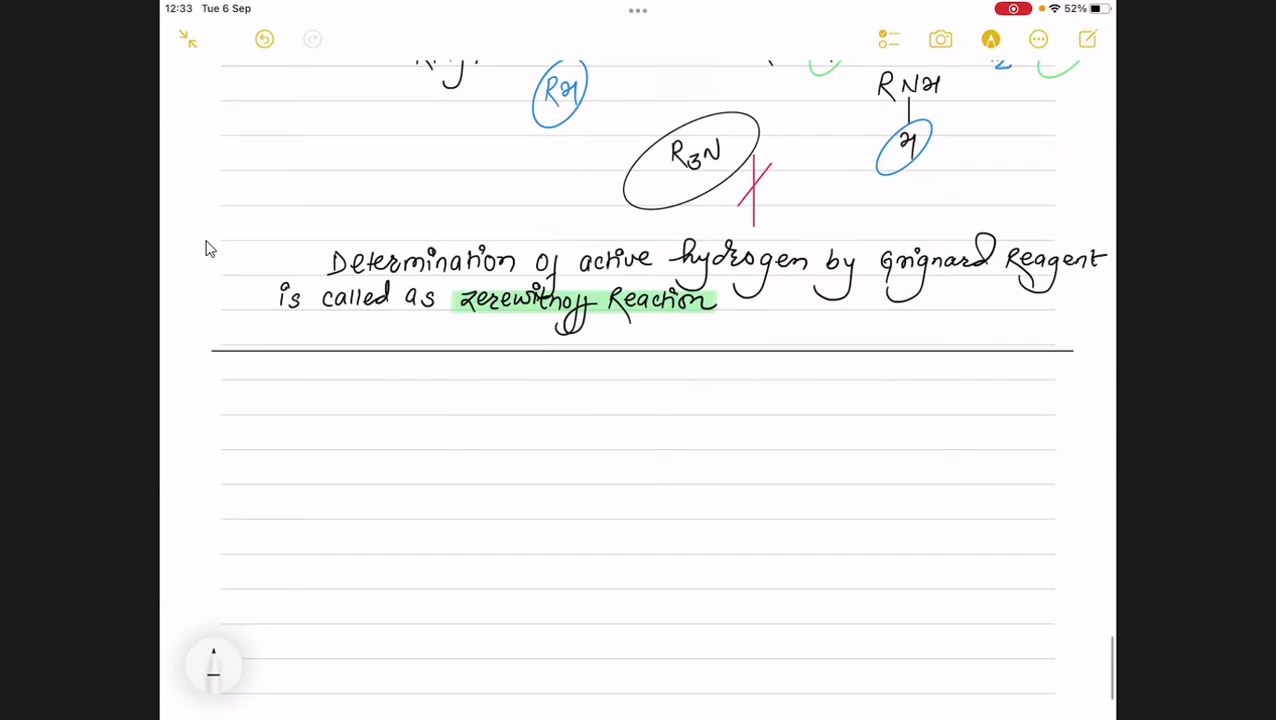 12:33 Tue 6 Sep
52%
RH
RNH
H
R3N
Determination of active hydrogen by Grignard Reagent
is called as zerewitnoff Reaction